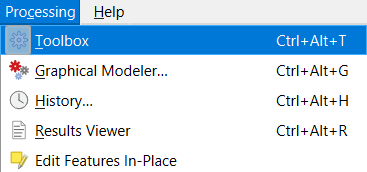 Processing Help
Toolbox Ctrl+Alt+T
Graphical Modeler... Ctrl+Alt+G
History... Ctrl+Alt+H
Results Viewer Ctrl+Alt+R
Edit Features In-Place